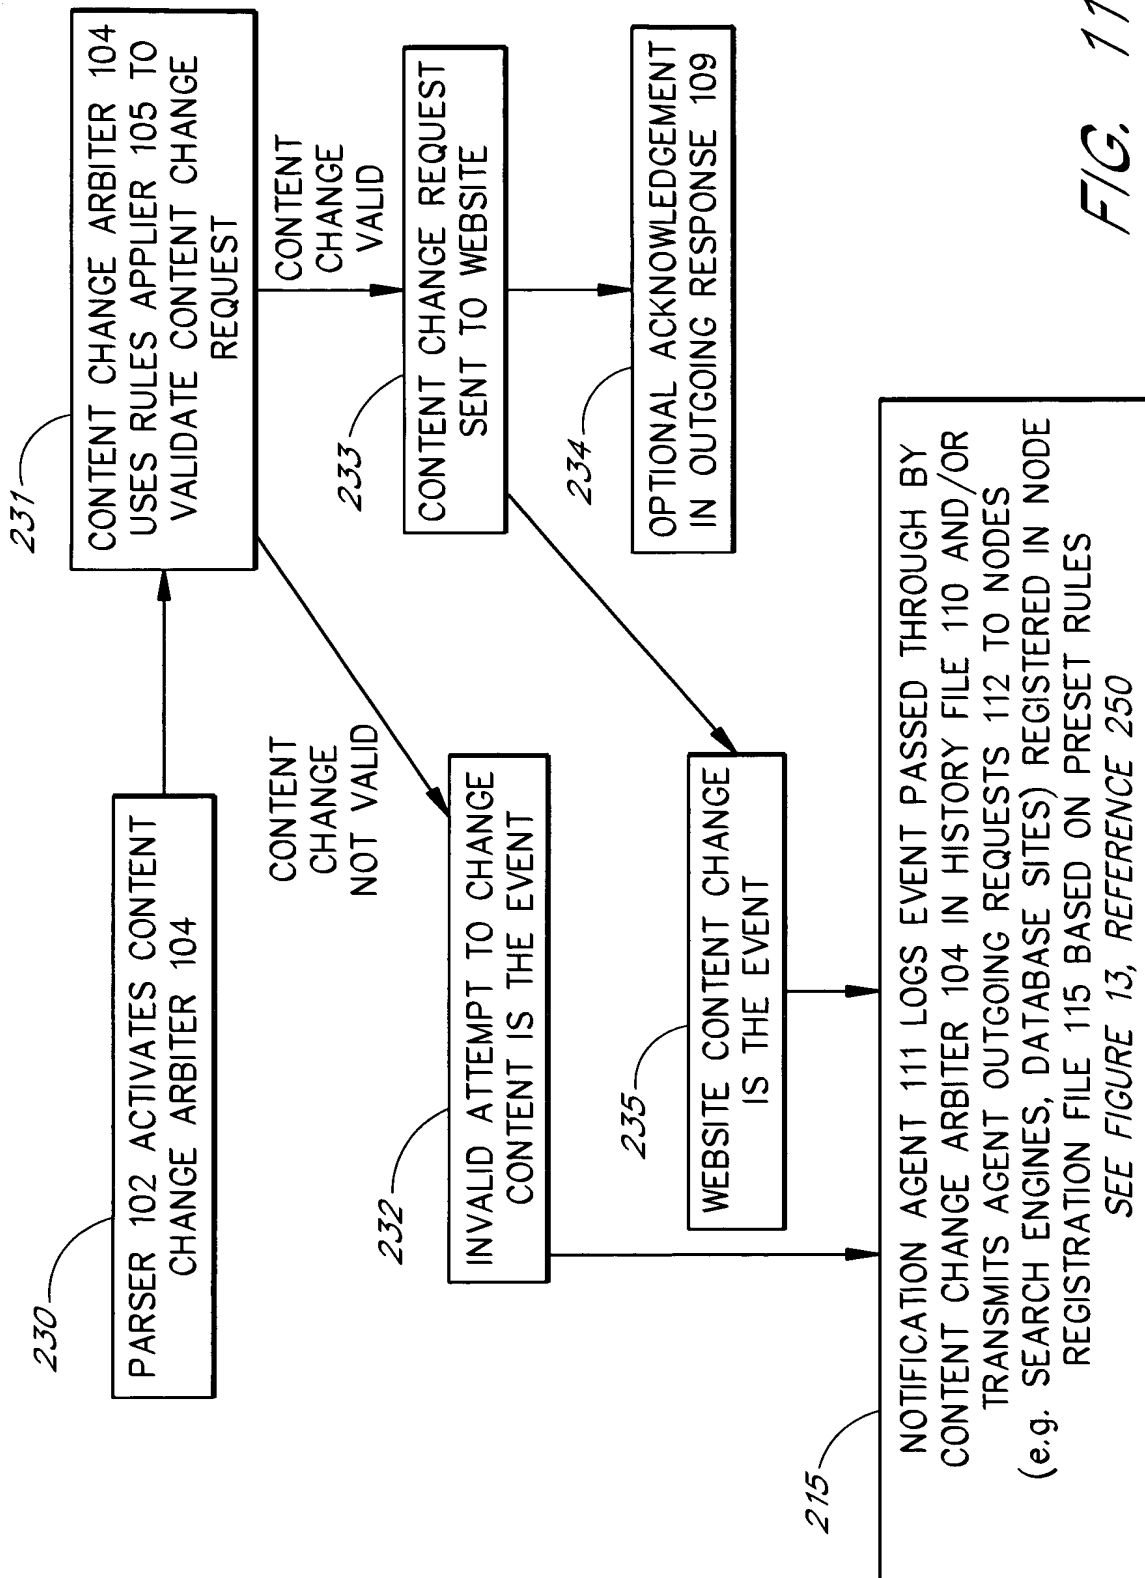 230
PARSER 102 ACTIVATES CONTENT
CHANGE ARBITER 104
231
CONTENT CHANGE ARBITER 104
USES RULES APPLIER 105 TO
VALIDATE CONTENT CHANGE
REQUEST
CONTENT
CHANGE
NOT VALID
CONTENT
CHANGE
VALID
232
INVALID ATTEMPT TO CHANGE
CONTENT IS THE EVENT
233
CONTENT CHANGE REQUEST
SENT TO WEBSITE
235
WEBSITE CONTENT CHANGE
IS THE EVENT
234
OPTIONAL ACKNOWLEDGEMENT
IN OUTGOING RESPONSE 109
215
NOTIFICATION AGENT 111 LOGS EVENT PASSED THROUGH BY
CONTENT CHANGE ARBITER 104 IN HISTORY FILE 110 AND/OR
TRANSMITS AGENT OUTGOING REQUESTS 112 TO NODES
(e.g. SEARCH ENGINES, DATABASE SITES) REGISTERED IN NODE
REGISTRATION FILE 115 BASED ON PRESET RULES
SEE FIGURE 13, REFERENCE 250
FIG. 11